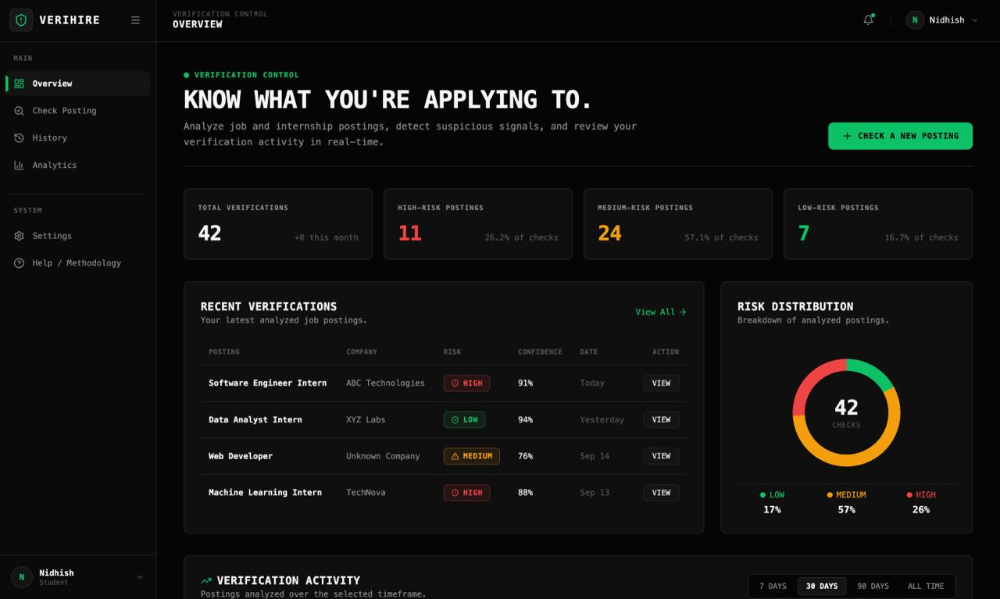 VERIHIRE
VERIFICATION CONTROL
OVERVIEW
N Nidhish
MAIN
Overview
Check Posting
History
Analytics
SYSTEM
Settings
Help / Methodology
N Nidhish
Student
VERIFICATION CONTROL
KNOW WHAT YOU'RE APPLYING TO.
Analyze job and internship postings, detect suspicious signals, and review your
verification activity in real-time.
+ CHECK A NEW POSTING
TOTAL VERIFICATIONS
42 +8 this month
HIGH-RISK POSTINGS
11 26.2% of checks
MEDIUM-RISK POSTINGS
24 57.1% of checks
LOW-RISK POSTINGS
7 16.7% of checks
RECENT VERIFICATIONS
Your latest analyzed job postings.
View All →
POSTING COMPANY RISK CONFIDENCE DATE ACTION
Software Engineer Intern ABC Technologies HIGH 91% Today VIEW
Data Analyst Intern XYZ Labs LOW 94% Yesterday VIEW
Web Developer Unknown Company MEDIUM 76% Sep 14 VIEW
Machine Learning Intern TechNova HIGH 88% Sep 13 VIEW
RISK DISTRIBUTION
Breakdown of analyzed postings.
42
CHECKS
LOW MEDIUM HIGH
17% 57% 26%
VERIFICATION ACTIVITY
Postings analyzed over the selected timeframe.
7 DAYS 30 DAYS 90 DAYS ALL TIME